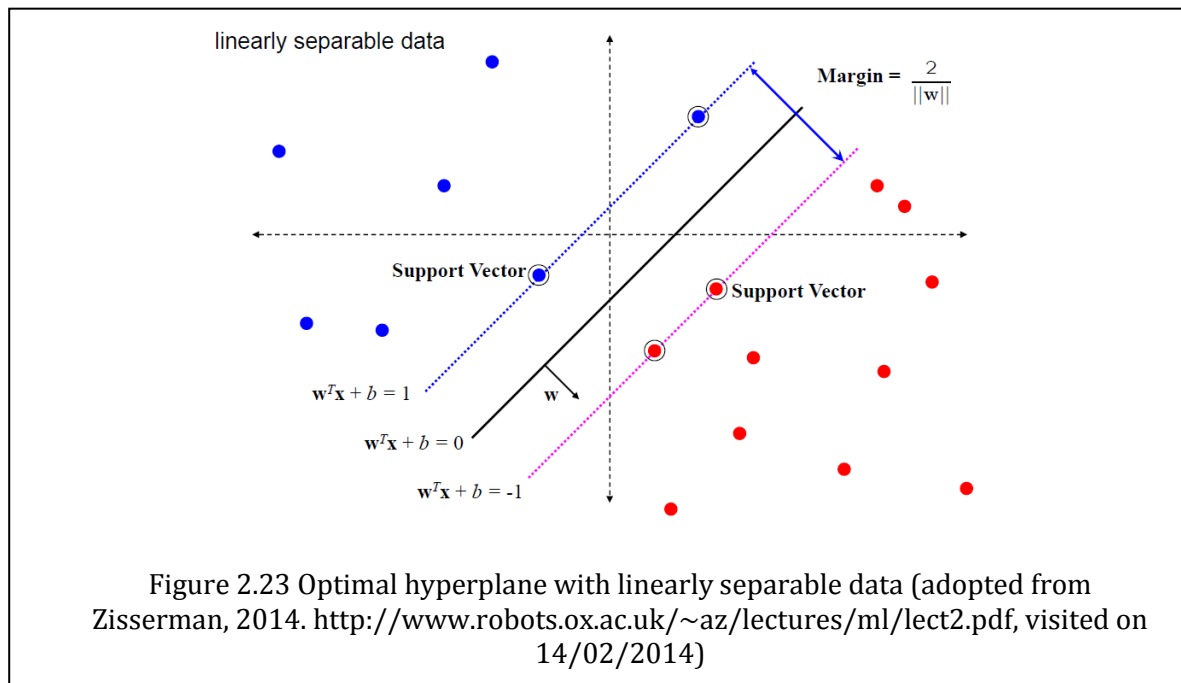 linearly separable data
Margin = 2 / ||w||
Support Vector
Support Vector
wᵀx + b = 1
w
wᵀx + b = 0
wᵀx + b = -1
Figure 2.23 Optimal hyperplane with linearly separable data (adopted from
Zisserman, 2014. http://www.robots.ox.ac.uk/~az/lectures/ml/lect2.pdf, visited on
14/02/2014)